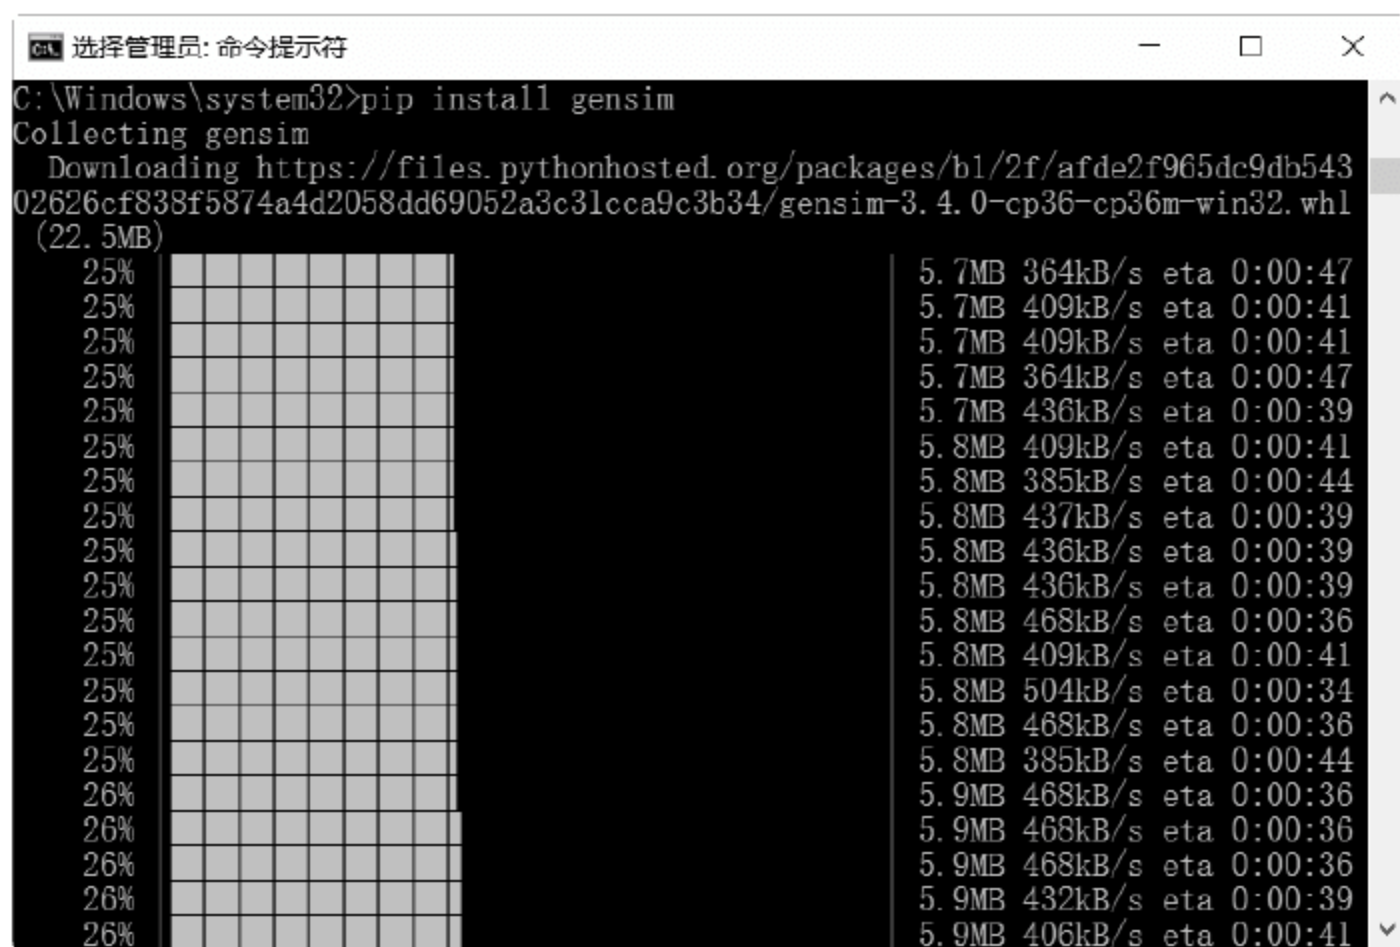 选择管理员: 命令提示符
C:\Windows\system32>pip install gensim
Collecting gensim
Downloading https://files.pythonhosted.org/packages/b1/2f/afde2f965dc9db543
02626cf838f5874a4d2058dd69052a3c31cca9c3b34/gensim-3.4.0-cp36-cp36m-win32.whl
(22.5MB)
25% 5.7MB 364kB/s eta 0:00:47
25% 5.7MB 409kB/s eta 0:00:41
25% 5.7MB 409kB/s eta 0:00:41
25% 5.7MB 364kB/s eta 0:00:47
25% 5.7MB 436kB/s eta 0:00:39
25% 5.8MB 409kB/s eta 0:00:41
25% 5.8MB 385kB/s eta 0:00:44
25% 5.8MB 437kB/s eta 0:00:39
25% 5.8MB 436kB/s eta 0:00:39
25% 5.8MB 436kB/s eta 0:00:39
25% 5.8MB 468kB/s eta 0:00:36
25% 5.8MB 409kB/s eta 0:00:41
25% 5.8MB 504kB/s eta 0:00:34
25% 5.8MB 468kB/s eta 0:00:36
25% 5.8MB 385kB/s eta 0:00:44
26% 5.9MB 468kB/s eta 0:00:36
26% 5.9MB 468kB/s eta 0:00:36
26% 5.9MB 468kB/s eta 0:00:36
26% 5.9MB 432kB/s eta 0:00:39
26% 5.9MB 406kB/s eta 0:00:41